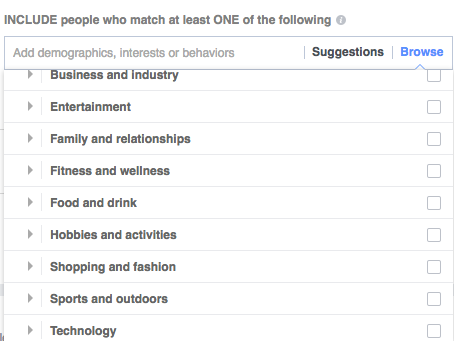 INCLUDE people who match at least ONE of the following
Add demographics, interests or behaviors Suggestions Browse
Business and industry
Entertainment
Family and relationships
Fitness and wellness
Food and drink
Hobbies and activities
Shopping and fashion
Sports and outdoors
Technology